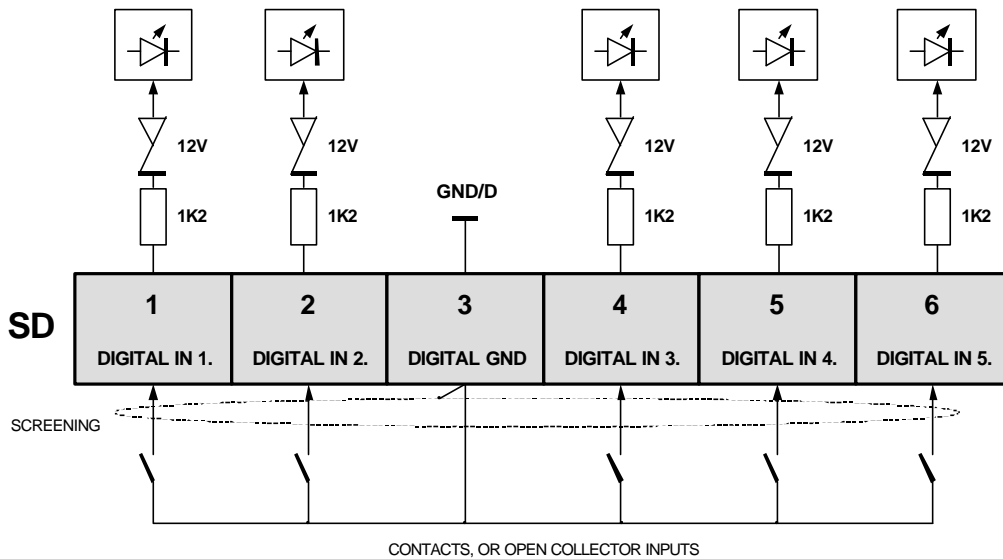 12V 12V 12V 12V 12V
GND/D
1K2 1K2 1K2 1K2 1K2
SD
1 2 3 4 5 6
DIGITAL IN 1. DIGITAL IN 2. DIGITAL GND DIGITAL IN 3. DIGITAL IN 4. DIGITAL IN 5.
SCREENING
CONTACTS, OR OPEN COLLECTOR INPUTS